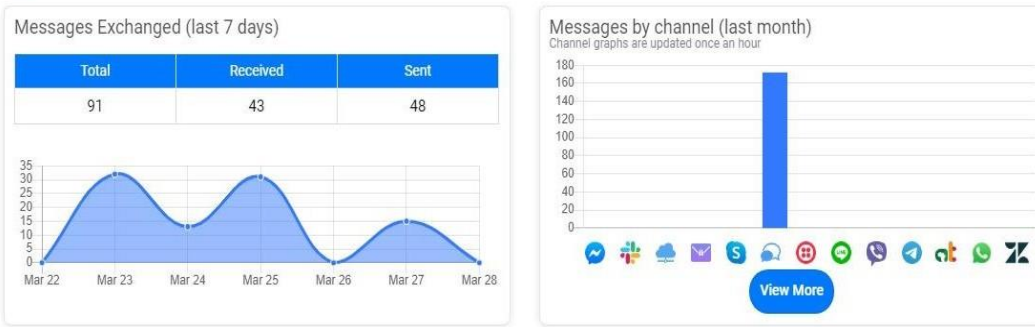 Messages Exchanged (last 7 days)
Total Received Sent
91 43 48
35
30
25
20
15
10
5
0
Mar 22 Mar 23 Mar 24 Mar 25 Mar 26 Mar 27 Mar 28
Messages by channel (last month)
Channel graphs are updated once an hour
180
160
140
120
100
80
60
40
20
0
View More